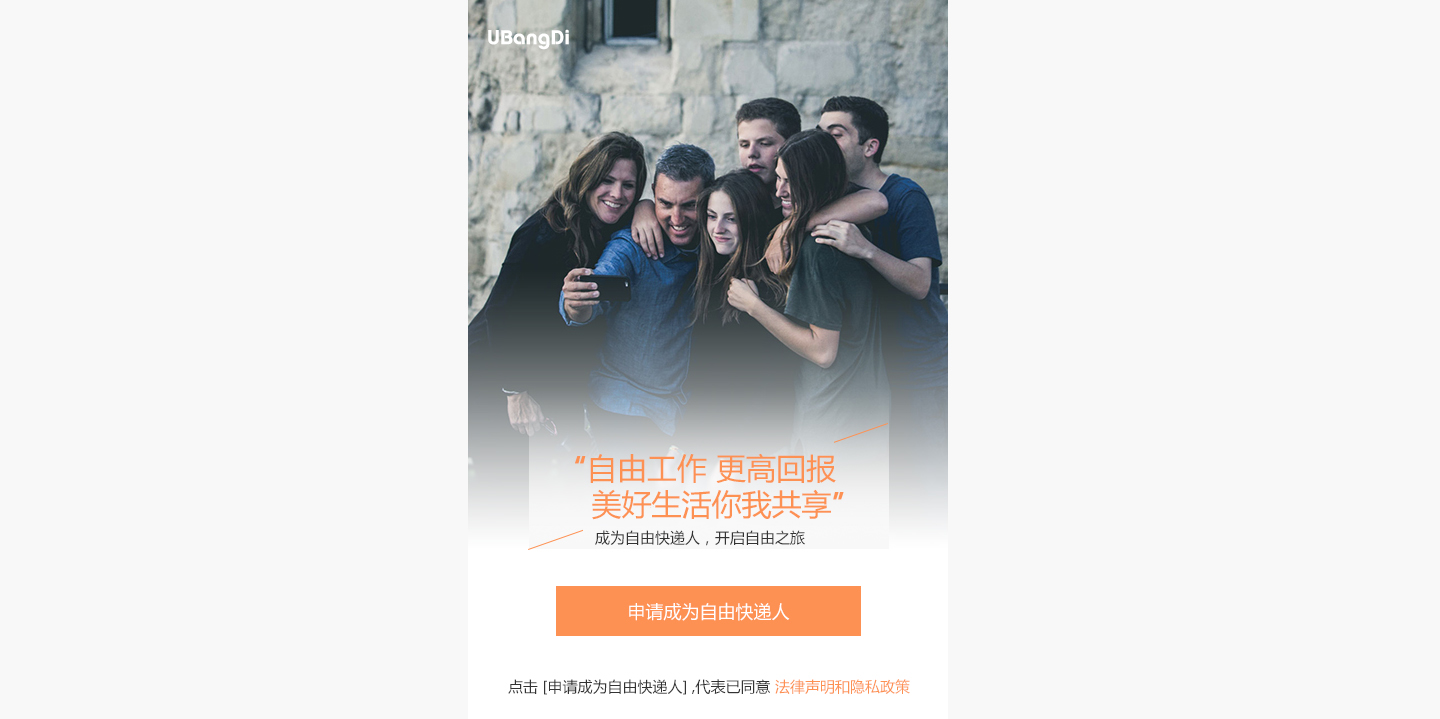 UBangDi
“自由工作 更高回报
美好生活你我共享”
成为自由快递人，开启自由之旅
申请成为自由快递人
点击 [申请成为自由快递人] ,代表已同意 法律声明和隐私政策